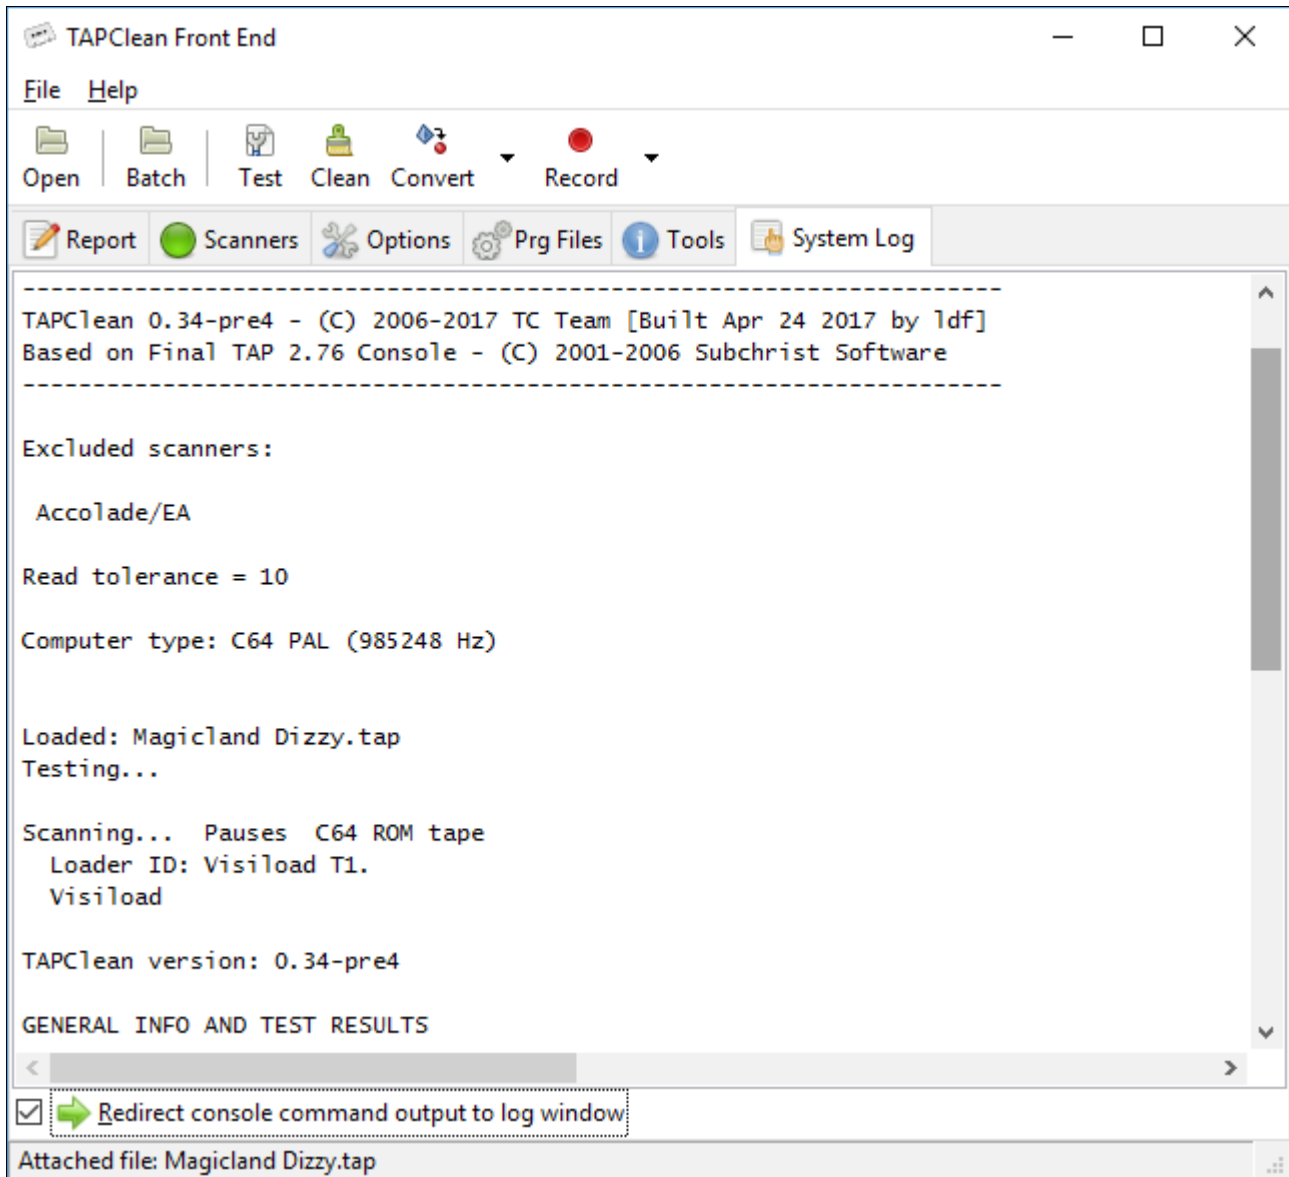 TAPClean Front End
File Help
Open Batch Test Clean Convert Record
Report Scanners Options Prg Files Tools System Log
-----------------------------------------------------------------------
TAPClean 0.34-pre4 - (C) 2006-2017 TC Team [Built Apr 24 2017 by ldf]
Based on Final TAP 2.76 Console - (C) 2001-2006 Subchrist Software
-----------------------------------------------------------------------
Excluded scanners:
Accolade/EA
Read tolerance = 10
Computer type: C64 PAL (985248 Hz)
Loaded: Magicland Dizzy.tap
Testing...
Scanning... Pauses C64 ROM tape
Loader ID: Visiload T1.
Visiload
TAPClean version: 0.34-pre4
GENERAL INFO AND TEST RESULTS
Redirect console command output to log window
Attached file: Magicland Dizzy.tap